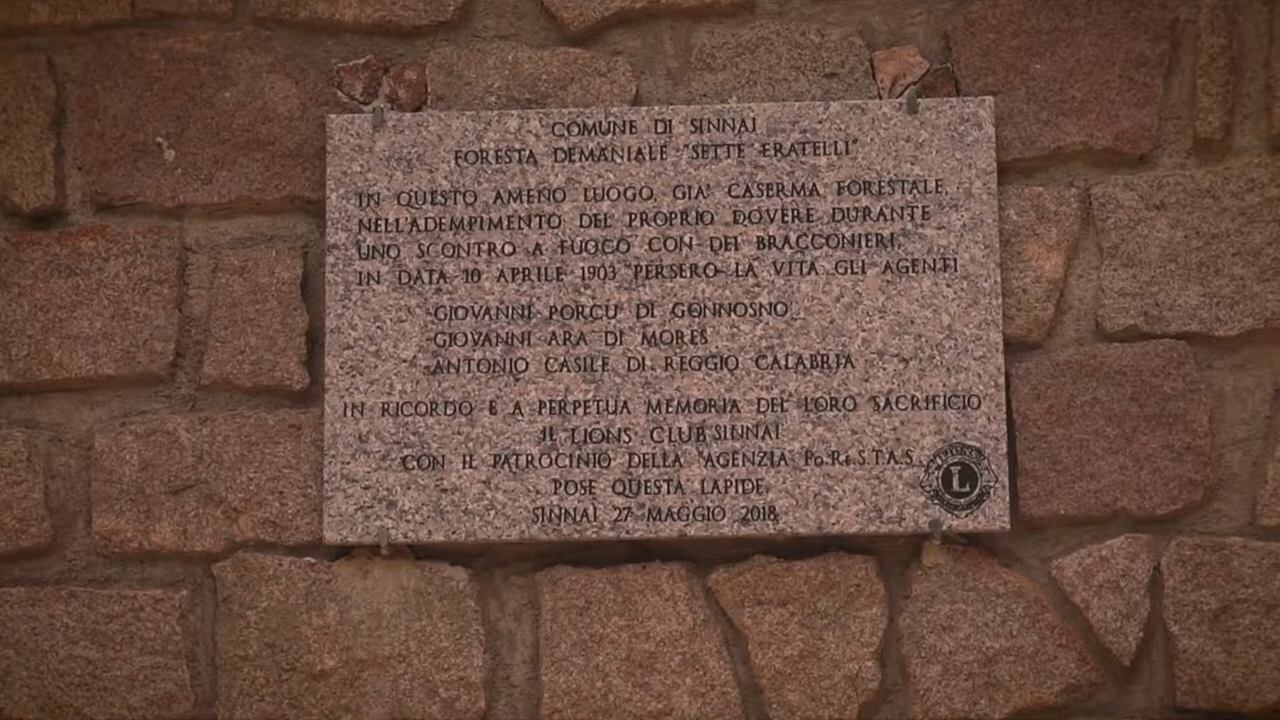 COMUNE DI SINNAI
FORESTA DEMANIALE "SETTE FRATELLI"
IN QUESTO AMENO LUOGO, GIA' CASERMA FORESTALE,
NELL'ADEMPIMENTO DEL PROPRIO DOVERE DURANTE
UNO SCONTRO A FUOCO CON DEI BRACCONIERI,
IN DATA 10 APRILE 1903 PERSERO LA VITA GLI AGENTI
-GIOVANNI PORCU DI GONNOSNO
-GIOVANNI ARA DI MORES
-ANTONIO CASILE DI REGGIO CALABRIA
IN RICORDO E A PERPETUA MEMORIA DEL LORO SACRIFICIO
IL LIONS CLUB SINNAI
CON IL PATROCINIO DELLA AGENZIA Fo.Re.S.T.A.S.
POSE QUESTA LAPIDE
SINNAI 27 MAGGIO 2018
L